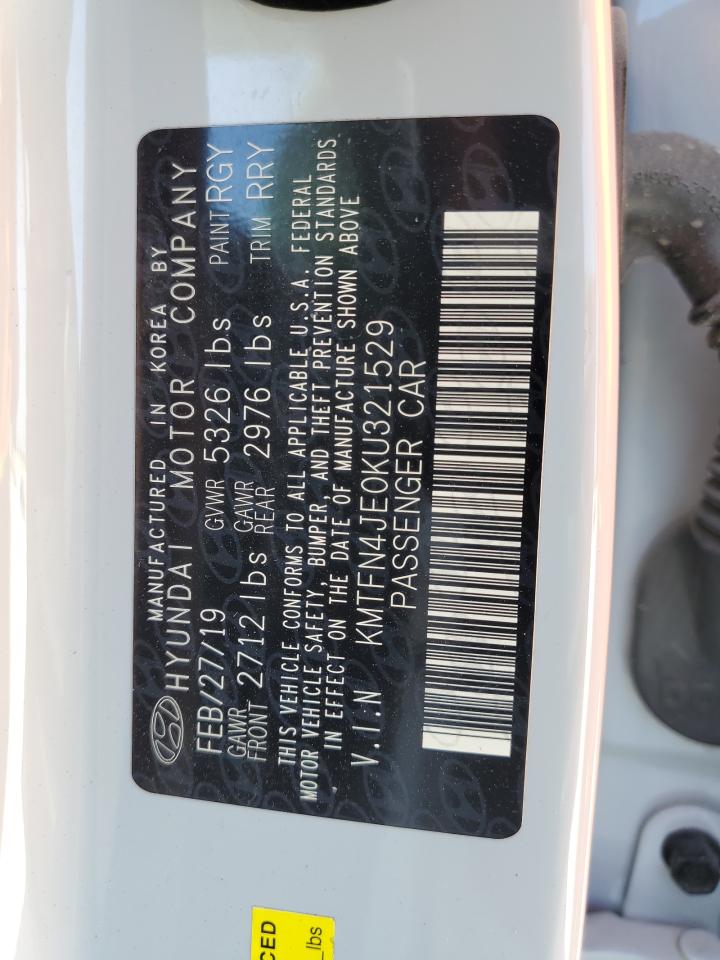 MANUFACTURED IN KOREA BY
HYUNDAI MOTOR COMPANY
FEB/27/19 GVWR 5326 lbs PAINT RGY
GAWR FRONT 2712 lbs GAWR REAR 2976 lbs TRIM RRY
THIS VEHICLE CONFORMS TO ALL APPLICABLE U.S.A. FEDERAL
MOTOR VEHICLE SAFETY, BUMPER, AND THEFT PREVENTION STANDARDS
IN EFFECT ON THE DATE OF MANUFACTURE SHOWN ABOVE
V.I.N KMTFN4JE0KU321529
PASSENGER CAR
CED
lbs